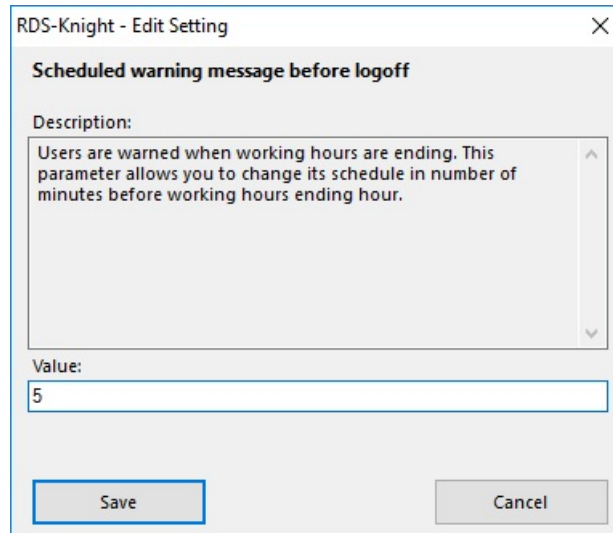 RDS-Knight - Edit Setting
Scheduled warning message before logoff
Description:
Users are warned when working hours are ending. This
parameter allows you to change its schedule in number of
minutes before working hours ending hour.
Value:
5
Save
Cancel